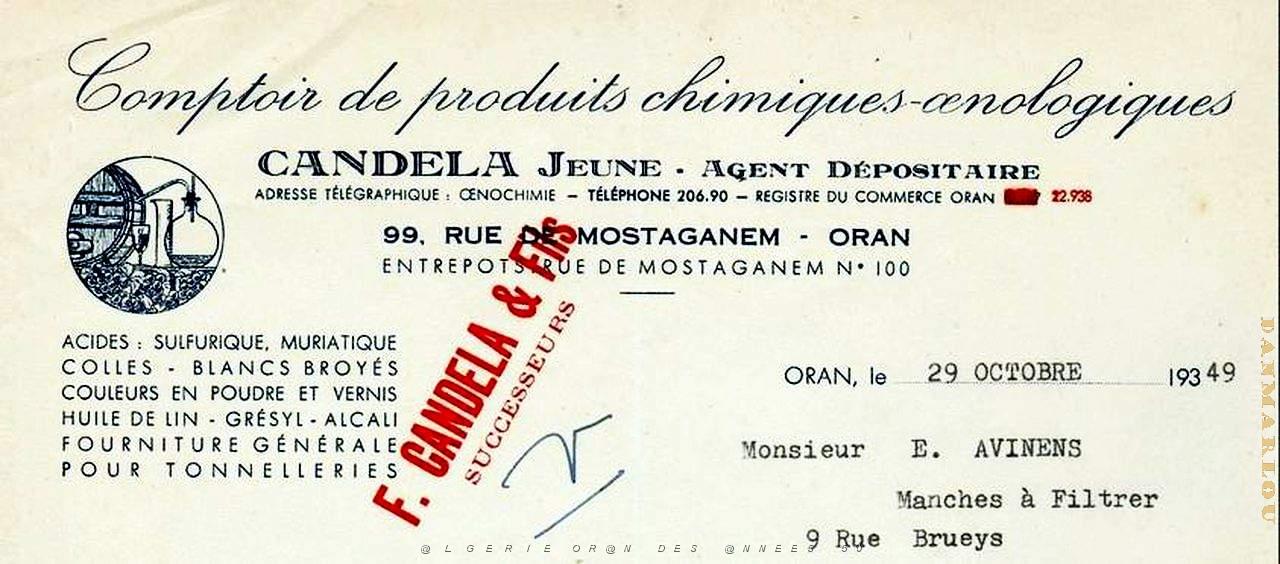 Comptoir de produits chimiques-œnologiques
CANDELA JEUNE - AGENT DÉPOSITAIRE
ADRESSE TÉLÉGRAPHIQUE : ŒNOCHIMIE — TÉLÉPHONE 206.90 — REGISTRE DU COMMERCE ORAN 22.938
99, RUE DE MOSTAGANEM - ORAN
ENTREPOTS RUE DE MOSTAGANEM N° 100
F. CANDELA & Fils
SUCCESSEURS
ACIDES : SULFURIQUE, MURIATIQUE
COLLES - BLANCS BROYÉS
COULEURS EN POUDRE ET VERNIS
HUILE DE LIN - GRÉSYL - ALCALI
FOURNITURE GÉNÉRALE
POUR TONNELLERIES
ORAN, le 29 OCTOBRE 193 49
Monsieur E. AVINENS
Manches à Filtrer
9 Rue Brueys
DANMARLOU
@LGERIE OR@N DES @NNEES 50